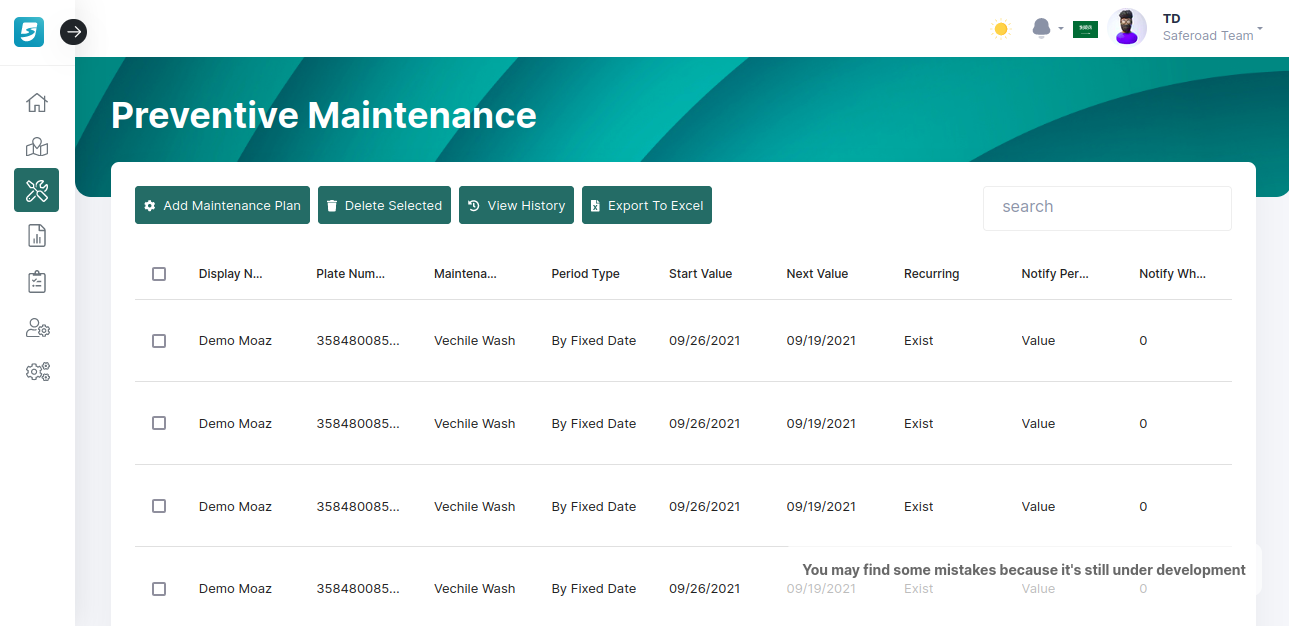 TD
Saferoad Team
Preventive Maintenance
Add Maintenance Plan Delete Selected View History Export To Excel search
Display N... Plate Num... Maintena... Period Type Start Value Next Value Recurring Notify Per... Notify Wh...
Demo Moaz 358480085... Vechile Wash By Fixed Date 09/26/2021 09/19/2021 Exist Value 0
Demo Moaz 358480085... Vechile Wash By Fixed Date 09/26/2021 09/19/2021 Exist Value 0
Demo Moaz 358480085... Vechile Wash By Fixed Date 09/26/2021 09/19/2021 Exist Value 0
You may find some mistakes because it's still under development
Demo Moaz 358480085... Vechile Wash By Fixed Date 09/26/2021 09/19/2021 Exist Value 0